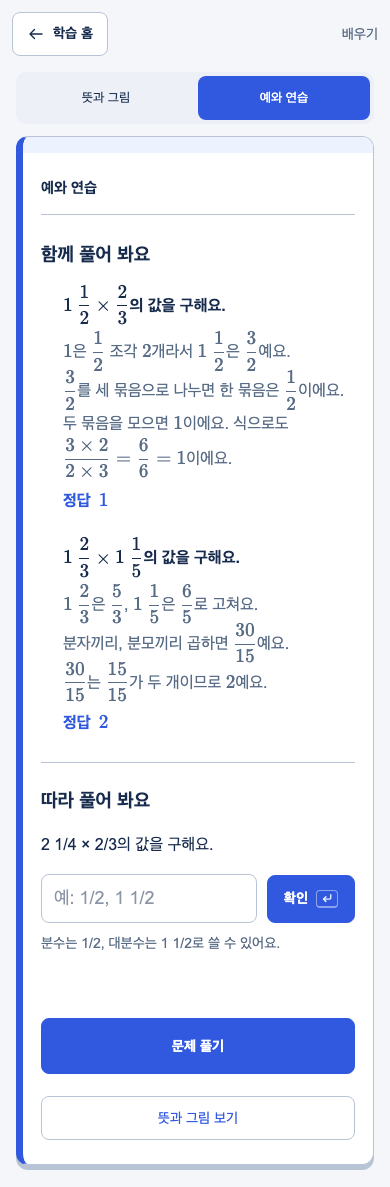 ← 학습 홈
배우기
뜻과 그림
예와 연습
예와 연습
함께 풀어 봐요
1 1/2 × 2/3의 값을 구해요.
1은 1/2 조각 2개라서 1 1/2은 3/2예요.
3/2를 세 묶음으로 나누면 한 묶음은 1/2이에요.
두 묶음을 모으면 1이에요. 식으로도
3 × 2/2 × 3 = 6/6 = 1이에요.
정답 1
1 2/3 × 1 1/5의 값을 구해요.
1 2/3은 5/3, 1 1/5은 6/5로 고쳐요.
분자끼리, 분모끼리 곱하면 30/15예요.
30/15는 15/15가 두 개이므로 2예요.
정답 2
따라 풀어 봐요
2 1/4 × 2/3의 값을 구해요.
예: 1/2, 1 1/2
확인 ↵
분수는 1/2, 대분수는 1 1/2로 쓸 수 있어요.
문제 풀기
뜻과 그림 보기